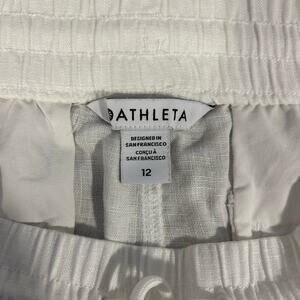 ATHLETA
DESIGNED IN
SAN FRANCISCO
CONÇU À
SAN FRANCISCO
12